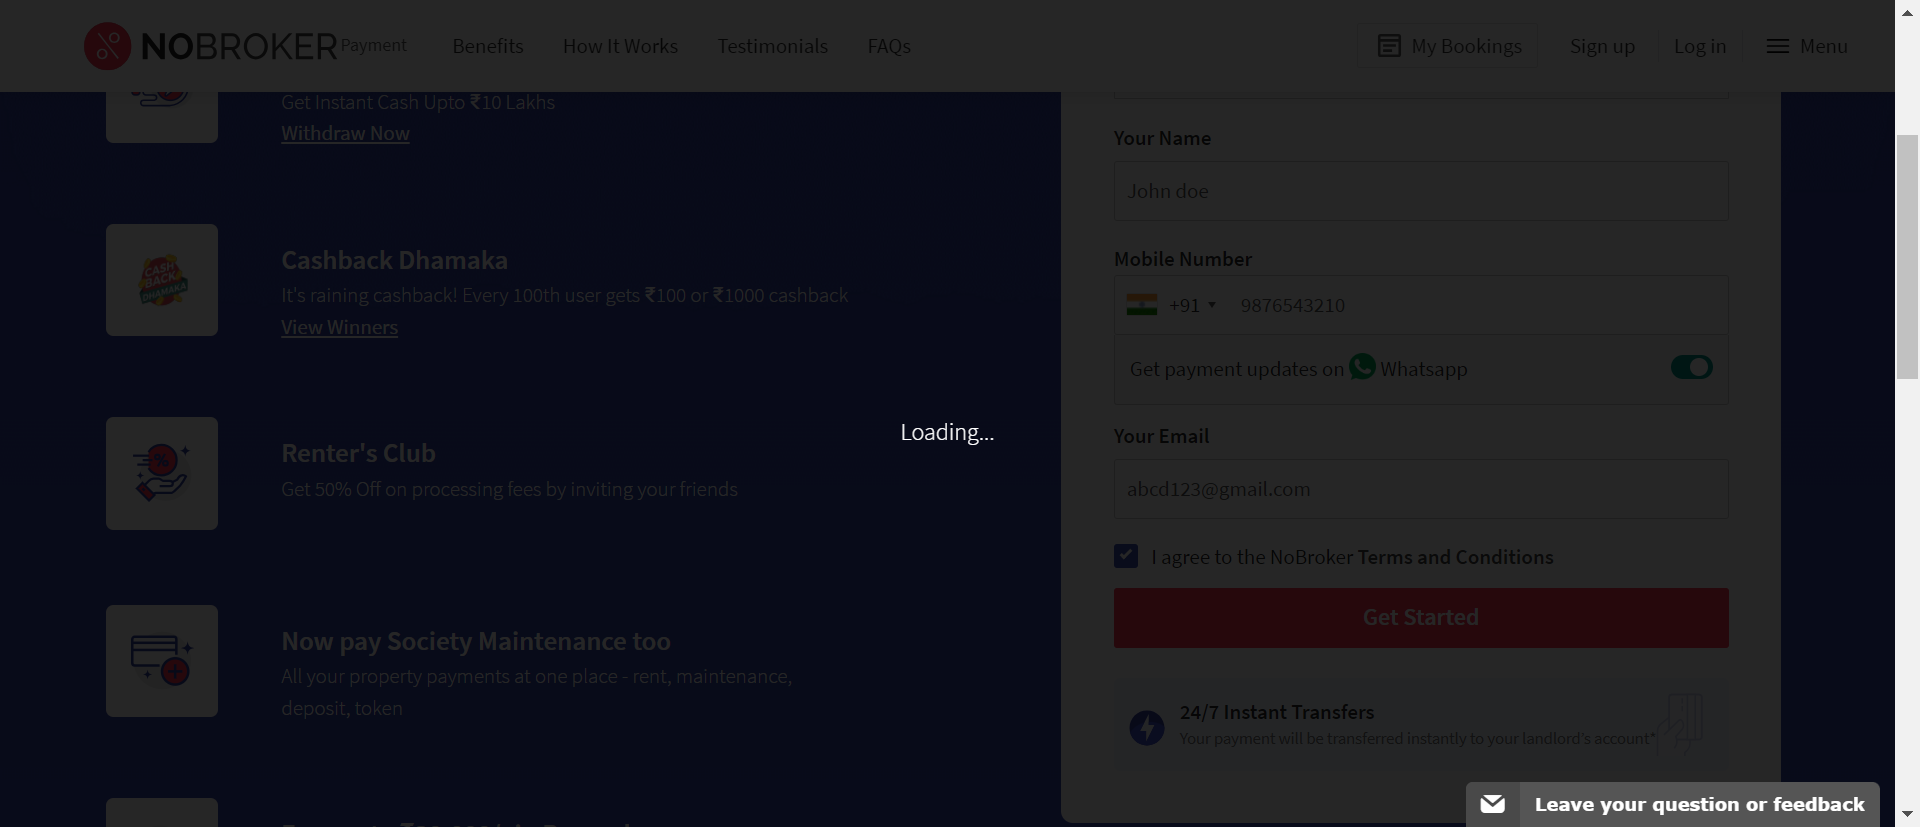 NOBROKER Payment
Benefits
How It Works
Testimonials
FAQs
My Bookings
Sign up
Log in
Menu
Get Instant Cash Upto ₹10 Lakhs
Withdraw Now
CASH
BACK
DHAMAKA
Cashback Dhamaka
It's raining cashback! Every 100th user gets ₹100 or ₹1000 cashback
View Winners
Renter's Club
Get 50% Off on processing fees by inviting your friends
Now pay Society Maintenance too
All your property payments at one place - rent, maintenance,
deposit, token
Loading...
Your Name
John doe
Mobile Number
+91
9876543210
Get payment updates on Whatsapp
Your Email
abcd123@gmail.com
I agree to the NoBroker Terms and Conditions
Get Started
24/7 Instant Transfers
Your payment will be transferred instantly to your landlord's account*
Leave your question or feedback